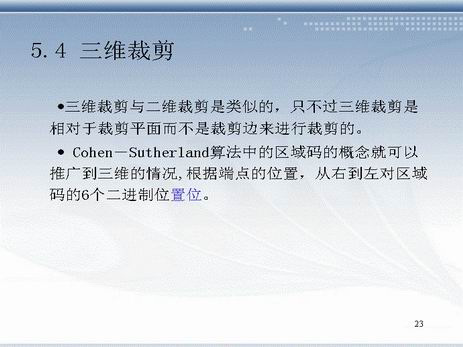 5.4 三维裁剪
●三维裁剪与二维裁剪是类似的，只不过三维裁剪是
相对于裁剪平面而不是裁剪边来进行裁剪的。
● Cohen－Sutherland算法中的区域码的概念就可以
推广到三维的情况,根据端点的位置，从右到左对区域
码的6个二进制位置位。
23